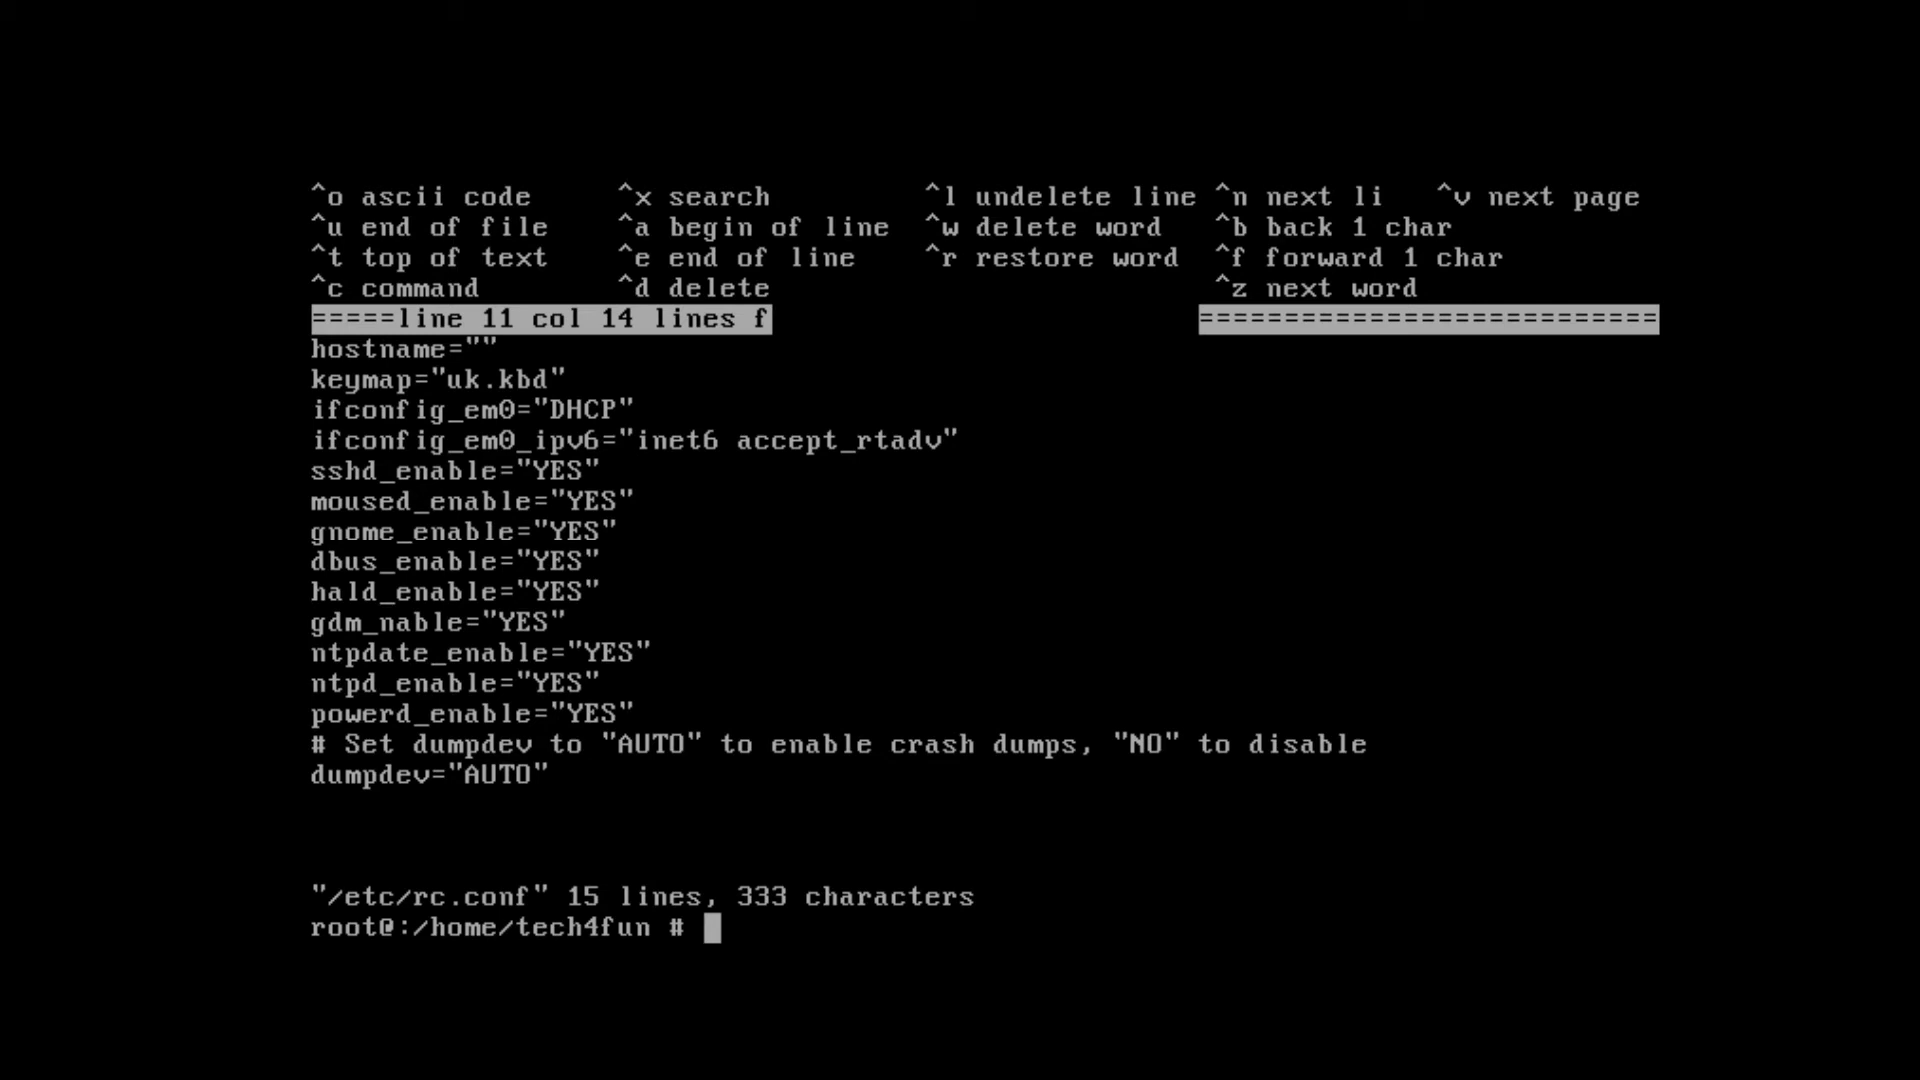 ^o ascii code ^x search ^l undelete line ^n next li ^v next page
^u end of file ^a begin of line ^w delete word ^b back 1 char
^t top of text ^e end of line ^r restore word ^f forward 1 char
^c command ^d delete ^z next word
=====line 11 col 14 lines f ===========================
hostname=""
keymap="uk.kbd"
ifconfig_em0="DHCP"
ifconfig_em0_ipv6="inet6 accept_rtadv"
sshd_enable="YES"
moused_enable="YES"
gnome_enable="YES"
dbus_enable="YES"
hald_enable="YES"
gdm_nable="YES"
ntpdate_enable="YES"
ntpd_enable="YES"
powerd_enable="YES"
# Set dumpdev to "AUTO" to enable crash dumps, "NO" to disable
dumpdev="AUTO"
"/etc/rc.conf" 15 lines, 333 characters
root@:/home/tech4fun #